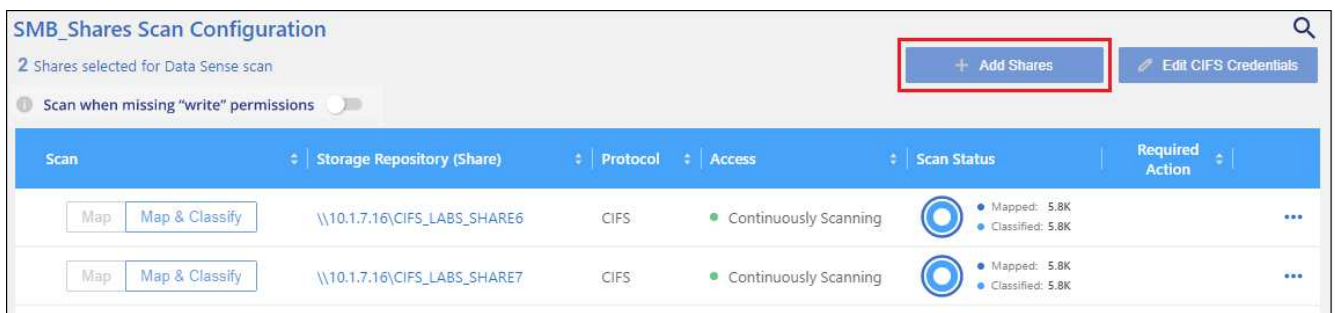 SMB_Shares Scan Configuration
2 Shares selected for Data Sense scan
+ Add Shares
Edit CIFS Credentials
Scan when missing “write” permissions
Scan Storage Repository (Share) Protocol Access Scan Status Required Action
Map Map & Classify \\10.1.7.16\CIFS_LABS_SHARE6 CIFS Continuously Scanning Mapped: 5.8K
Classified: 5.8K
Map Map & Classify \\10.1.7.16\CIFS_LABS_SHARE7 CIFS Continuously Scanning Mapped: 5.8K
Classified: 5.8K